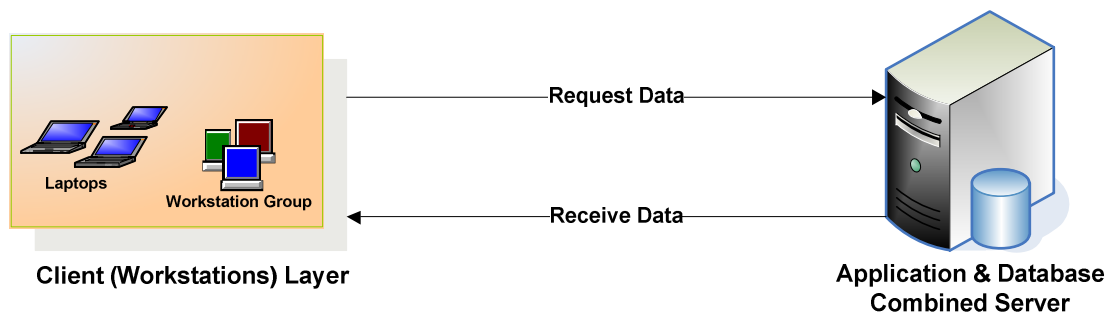 Request Data
Laptops
Workstation Group
Receive Data
Client (Workstations) Layer
Application & Database
Combined Server